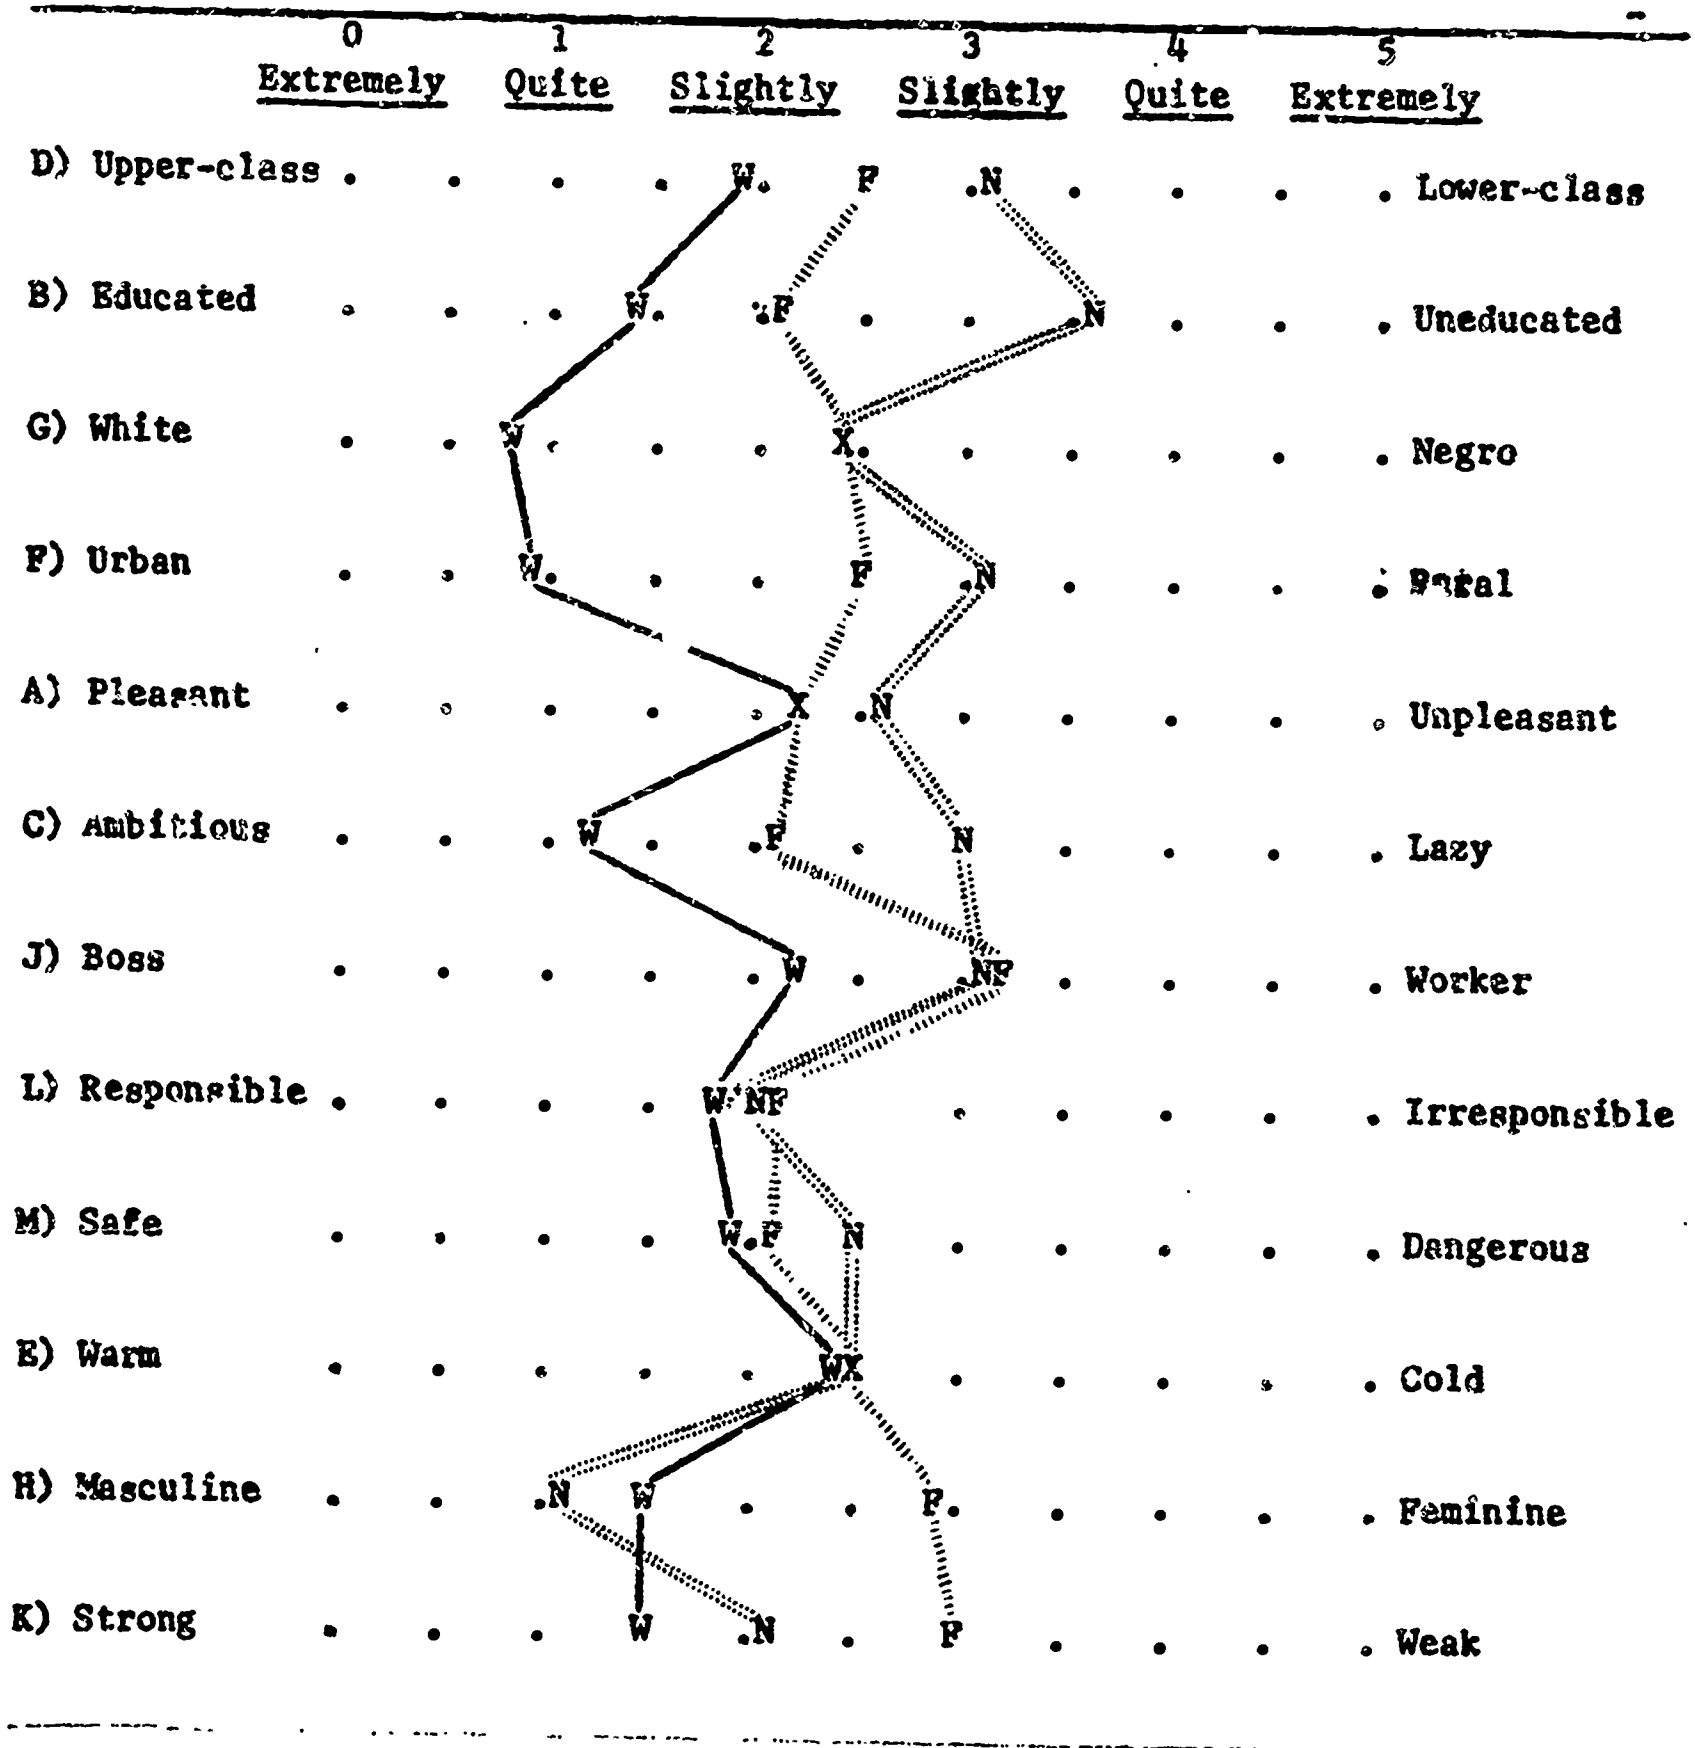 0 1 2 3 4 5
Extremely Quite Slightly Slightly Quite Extremely
D) Upper-class W F N Lower-class
B) Educated W F N Uneducated
G) White W X Negro
F) Urban W F N
A) Pleasant X N Unpleasant
C) Ambitious W F N Lazy
J) Boss W NF Worker
L) Responsible W NF Irresponsible
M) Safe W F N Dangerous
E) Warm WX Cold
H) Masculine N W F Feminine
K) Strong W N F Weak